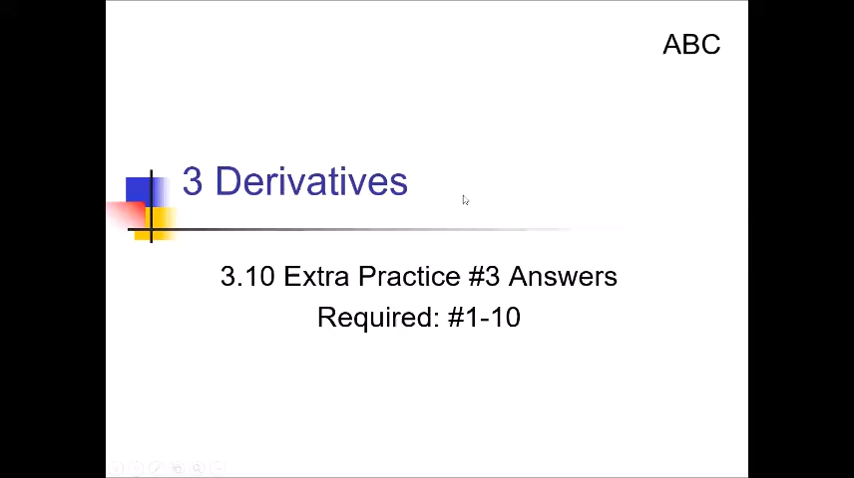 ABC
3 Derivatives
3.10 Extra Practice #3 Answers
Required: #1-10